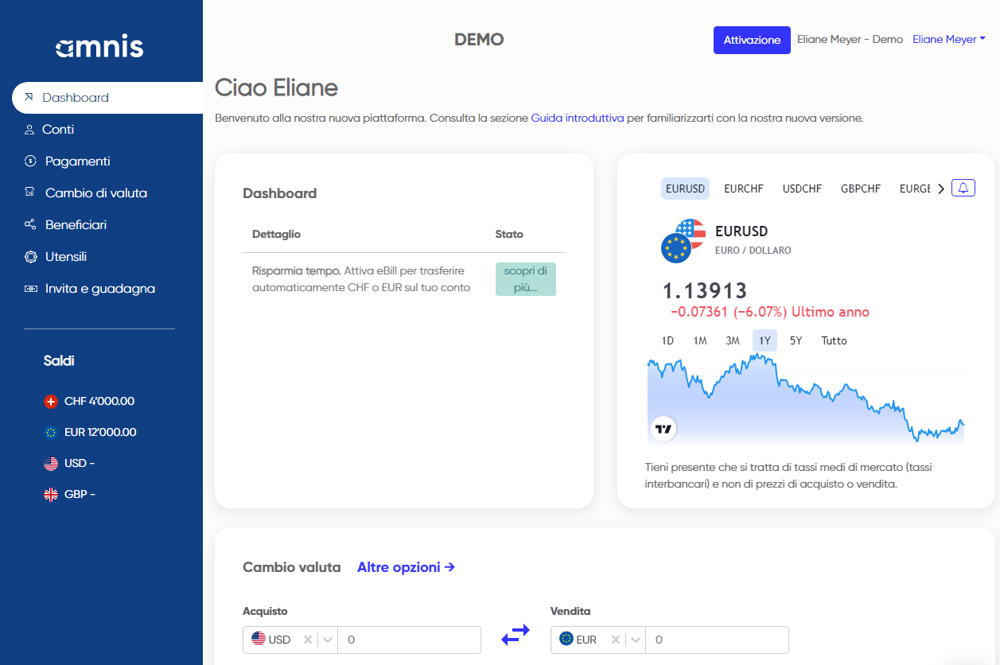 amnis
Dashboard
Conti
Pagamenti
Cambio di valuta
Beneficiari
Utensili
Invita e guadagna
Saldi
CHF 4'000.00
EUR 12'000.00
USD -
GBP -
DEMO
Attivazione
Eliane Meyer - Demo
Eliane Meyer
Ciao Eliane
Benvenuto alla nostra nuova piattaforma. Consulta la sezione Guida introduttiva per familiarizzarti con la nostra nuova versione.
Dashboard
Dettaglio Stato
Risparmia tempo. Attiva eBill per trasferire
automaticamente CHF o EUR sul tuo conto
scopri di
più...
EURUSD EURCHF USDCHF GBPCHF EURGE
EURUSD
EURO / DOLLARO
1.13913
−0.07361 (−6.07%) Ultimo anno
1D 1M 3M 1Y 5Y Tutto
Tieni presente che si tratta di tassi medi di mercato (tassi
interbancari) e non di prezzi di acquisto o vendita.
Cambio valuta Altre opzioni →
Acquisto
USD 0
Vendita
EUR 0